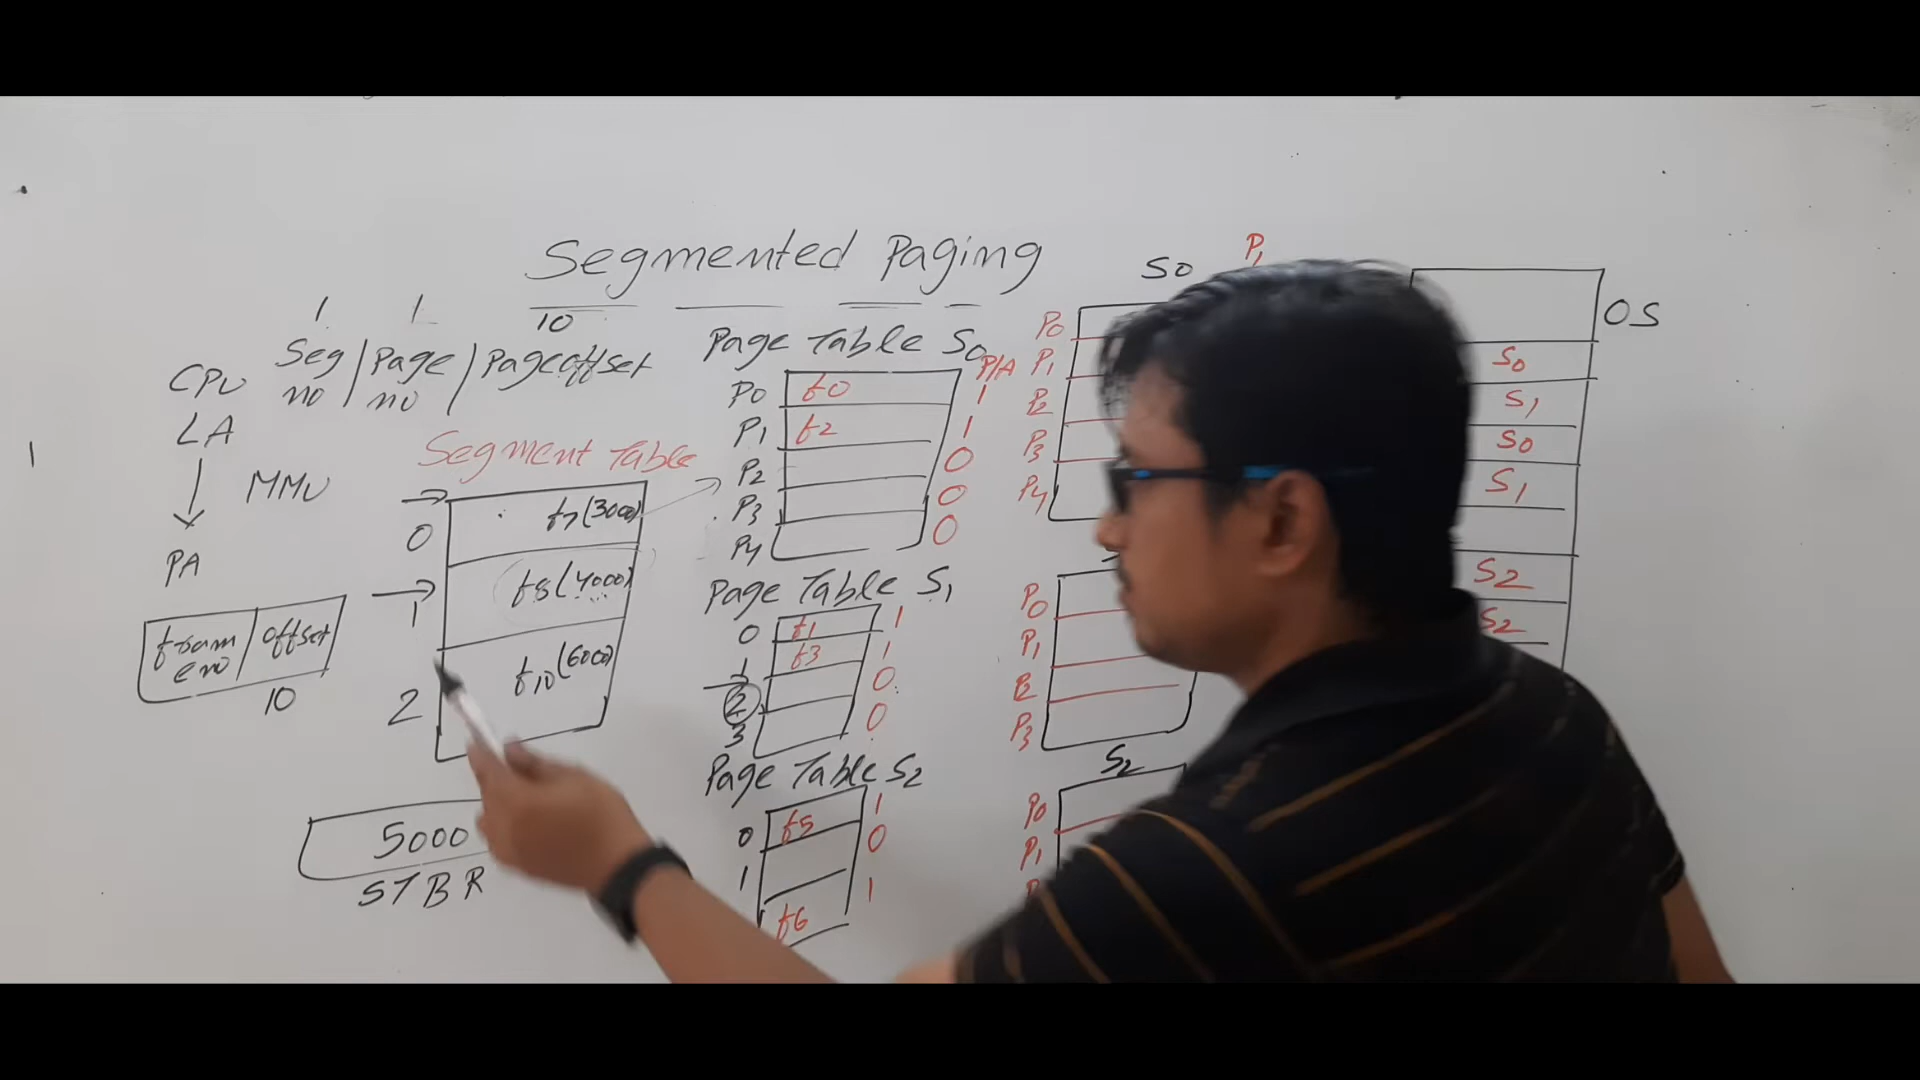 Segmented Paging
1 1 10
Seg no / Page no / Pageoffset
CPU
LA
MMU
PA
frame no / offset
10
Segment Table
0 f7(3000)
1 f8(4000)
2 f10(6000)
5000
STBR
Page Table S0
P/A
P0 f0 1
P1 f2 1
P2 0
P3 0
P4 0
Page Table S1
0 f1 1
1 f3 1
2 0
3 0
Page Table S2
0 f5 1
1 0
f6 1
S0
P1
P0
P1
P2
P3
P4
P0
P1
P2
P3
S2
P0
P1
OS
S0
S1
S0
S1
S2
S2
1